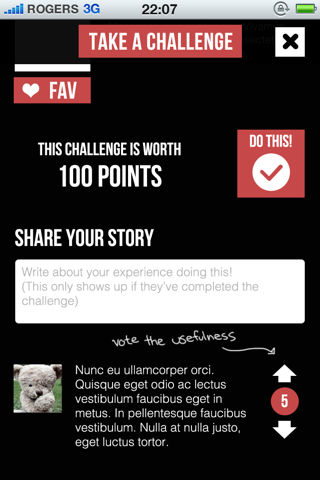 ROGERS 3G 22:07
TAKE A CHALLENGE
FAV
THIS CHALLENGE IS WORTH
100 POINTS
DO THIS!
SHARE YOUR STORY
Write about your experience doing this!
(This only shows up if they've completed the
challenge)
vote the usefulness
Nunc eu ullamcorper orci.
Quisque eget odio ac lectus
vestibulum faucibus eget in
metus. In pellentesque faucibus
vestibulum. Nulla at nulla justo,
eget luctus tortor.
5